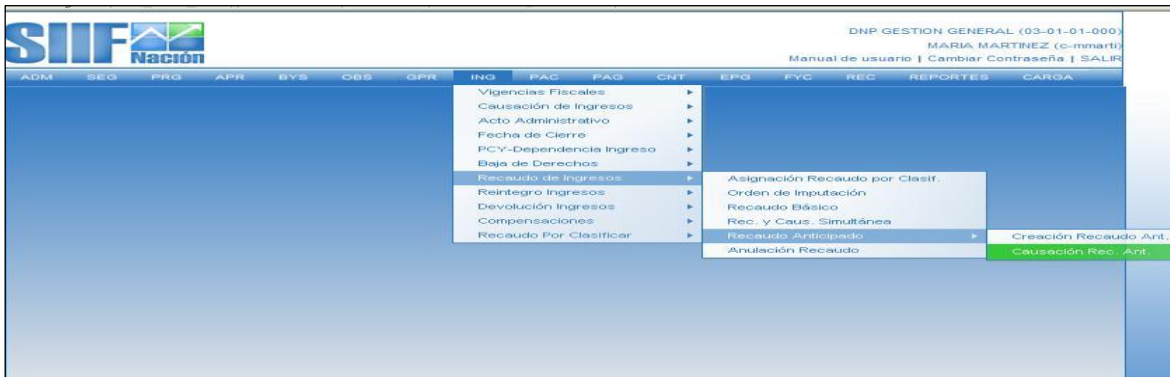 SIIF
Nación
DNP GESTION GENERAL (03-01-01-000)
MARIA MARTINEZ (c-mmarti)
Manual de usuario | Cambiar Contraseña | SALIR
ADM SEG PRG APR BYS OBS GPR ING PAC PAG CNT EPG FYC REC REPORTES CARGA
Vigencias Fiscales
Causación de Ingresos
Acto Administrativo
Fecha de Cierre
PCY-Dependencia Ingreso
Baja de Derechos
Recaudo de Ingresos
Reintegro Ingresos
Devolución Ingresos
Compensaciones
Recaudo Por Clasificar
Asignación Recaudo por Clasif.
Orden de Imputación
Recaudo Básico
Rec. y Caus. Simultánea
Recaudo Anticipado
Anulación Recaudo
Creación Recaudo Ant.
Causación Rec. Ant.